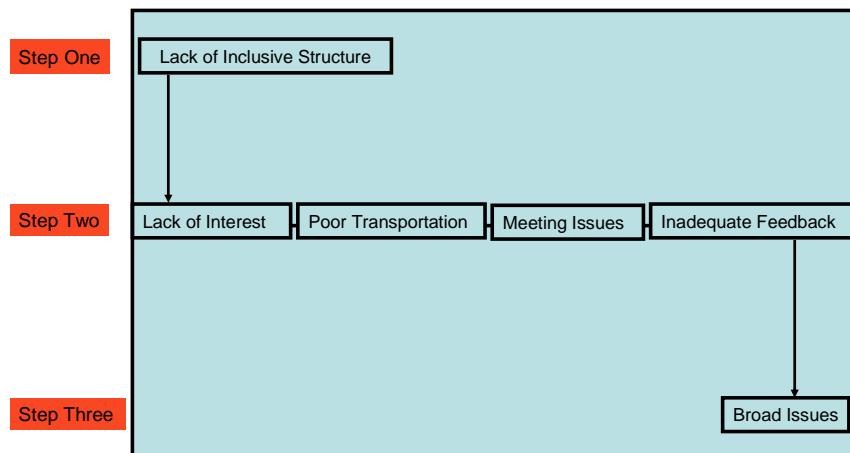 Step One
Lack of Inclusive Structure
Step Two
Lack of Interest
Poor Transportation
Meeting Issues
Inadequate Feedback
Step Three
Broad Issues